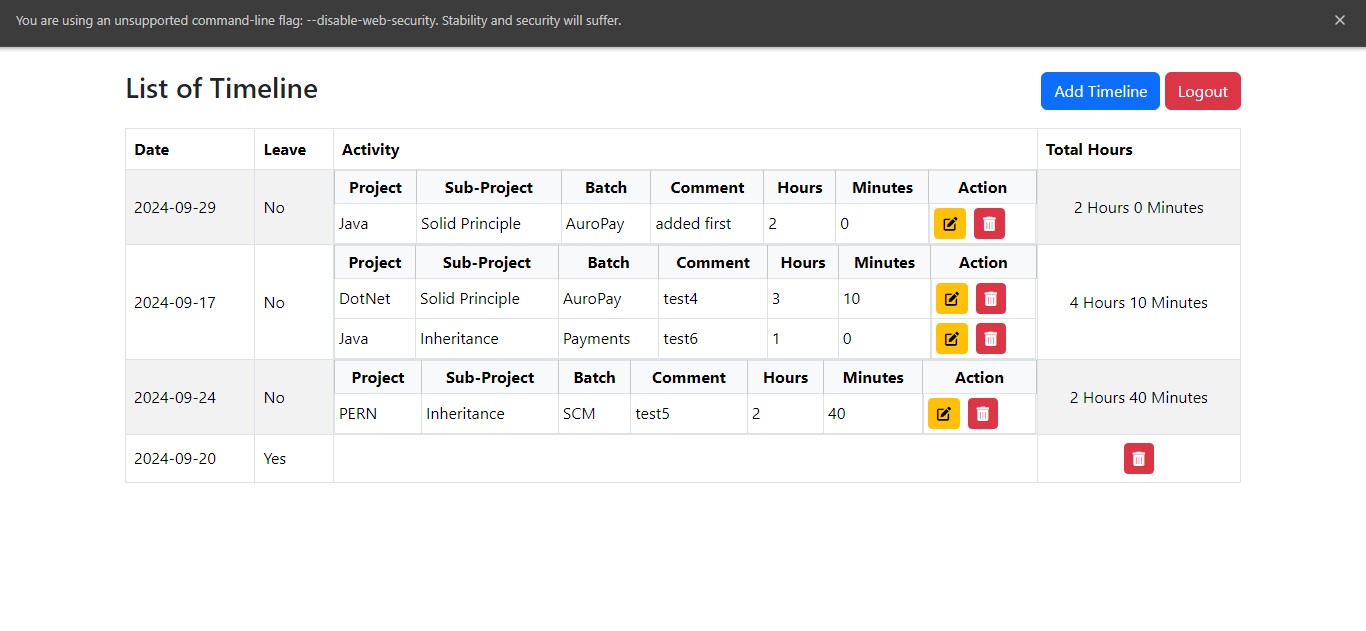 You are using an unsupported command-line flag: --disable-web-security. Stability and security will suffer.
List of Timeline
Add Timeline Logout
Date Leave Activity Total Hours
Project Sub-Project Batch Comment Hours Minutes Action
2024-09-29 No 2 Hours 0 Minutes
Java Solid Principle AuroPay added first 2 0
Project Sub-Project Batch Comment Hours Minutes Action
DotNet Solid Principle AuroPay test4 3 10
2024-09-17 No 4 Hours 10 Minutes
Java Inheritance Payments test6 1 0
Project Sub-Project Batch Comment Hours Minutes Action
2024-09-24 No 2 Hours 40 Minutes
PERN Inheritance SCM test5 2 40
2024-09-20 Yes